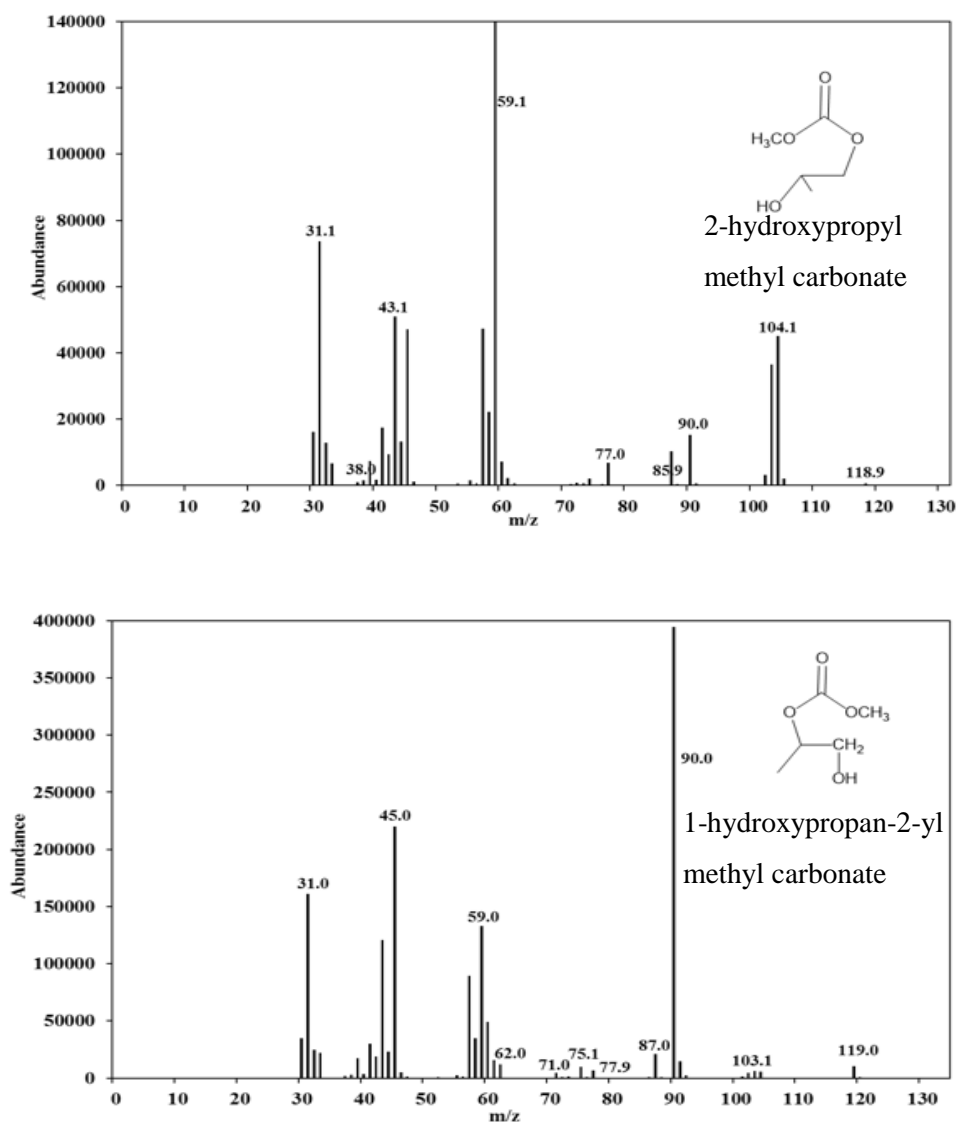 140000
120000
100000
80000
60000
40000
20000
0
Abundance
59.1
31.1
43.1
38.0
77.0
85.9
90.0
104.1
118.9
O
H₃CO
O
HO
2-hydroxypropyl
methyl carbonate
0 10 20 30 40 50 60 70 80 90 100 110 120 130
m/z
400000
350000
300000
250000
200000
150000
100000
50000
0
Abundance
90.0
45.0
31.0
59.0
62.0
71.0
75.1
77.9
87.0
103.1
119.0
O
O
OCH₃
CH₂
OH
1-hydroxypropan-2-yl
methyl carbonate
0 10 20 30 40 50 60 70 80 90 100 110 120 130
m/z